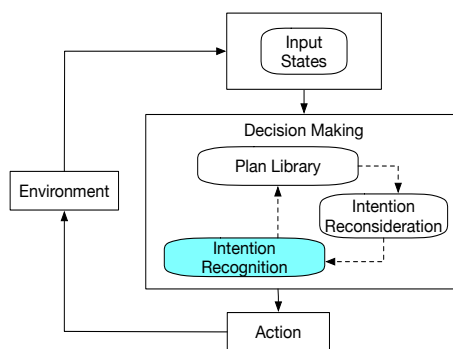 Input
States
Decision Making
Plan Library
Environment
Intention
Reconsideration
Intention
Recognition
Action